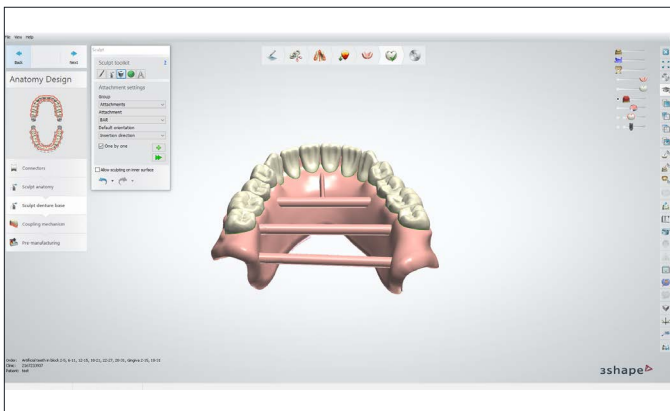 File View Help
Back
Next
Anatomy Design
Connectors
Sculpt anatomy
Sculpt denture base
Coupling mechanism
Pre manufacturing
Sculpt
Sculpt toolkit
Attachment settings
Group
Attachments
Attachment
BAR
Default orientation
Insertion direction
One by one
Allow sculpting on inner surface
3shape